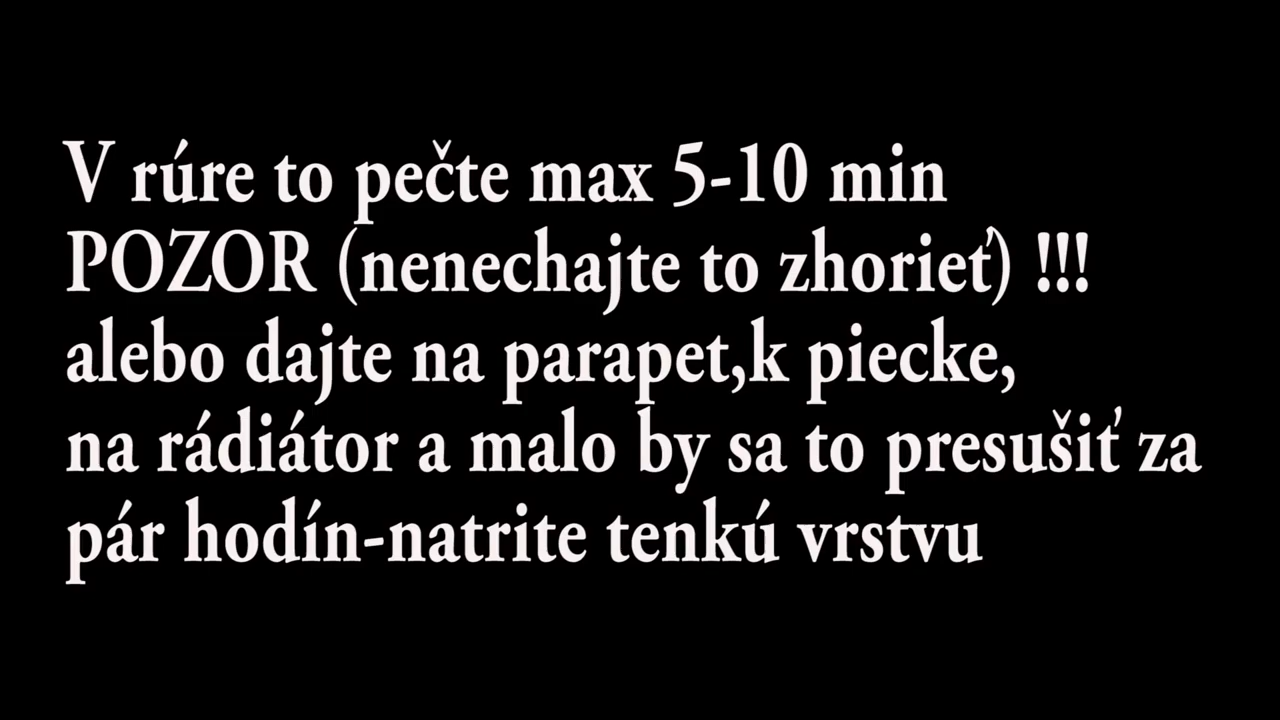 V rúre to pečte max 5-10 min
POZOR (nenechajte to zhorieť) !!!
alebo dajte na parapet,k piecke,
na rádiátor a malo by sa to presušiť za
pár hodín-natrite tenkú vrstvu